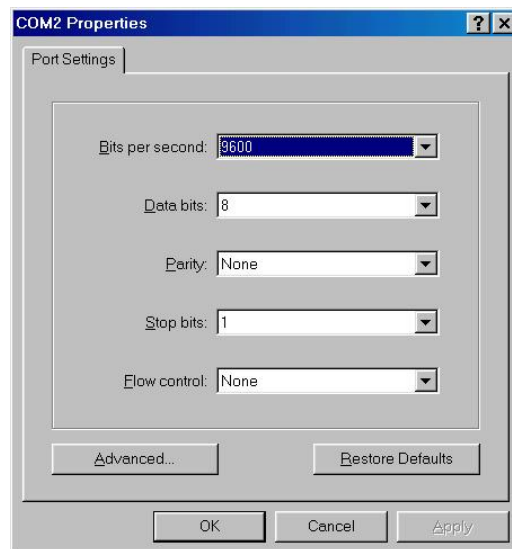 COM2 Properties
Port Settings
Bits per second: 9600
Data bits: 8
Parity: None
Stop bits: 1
Flow control: None
Advanced... Restore Defaults
OK Cancel Apply